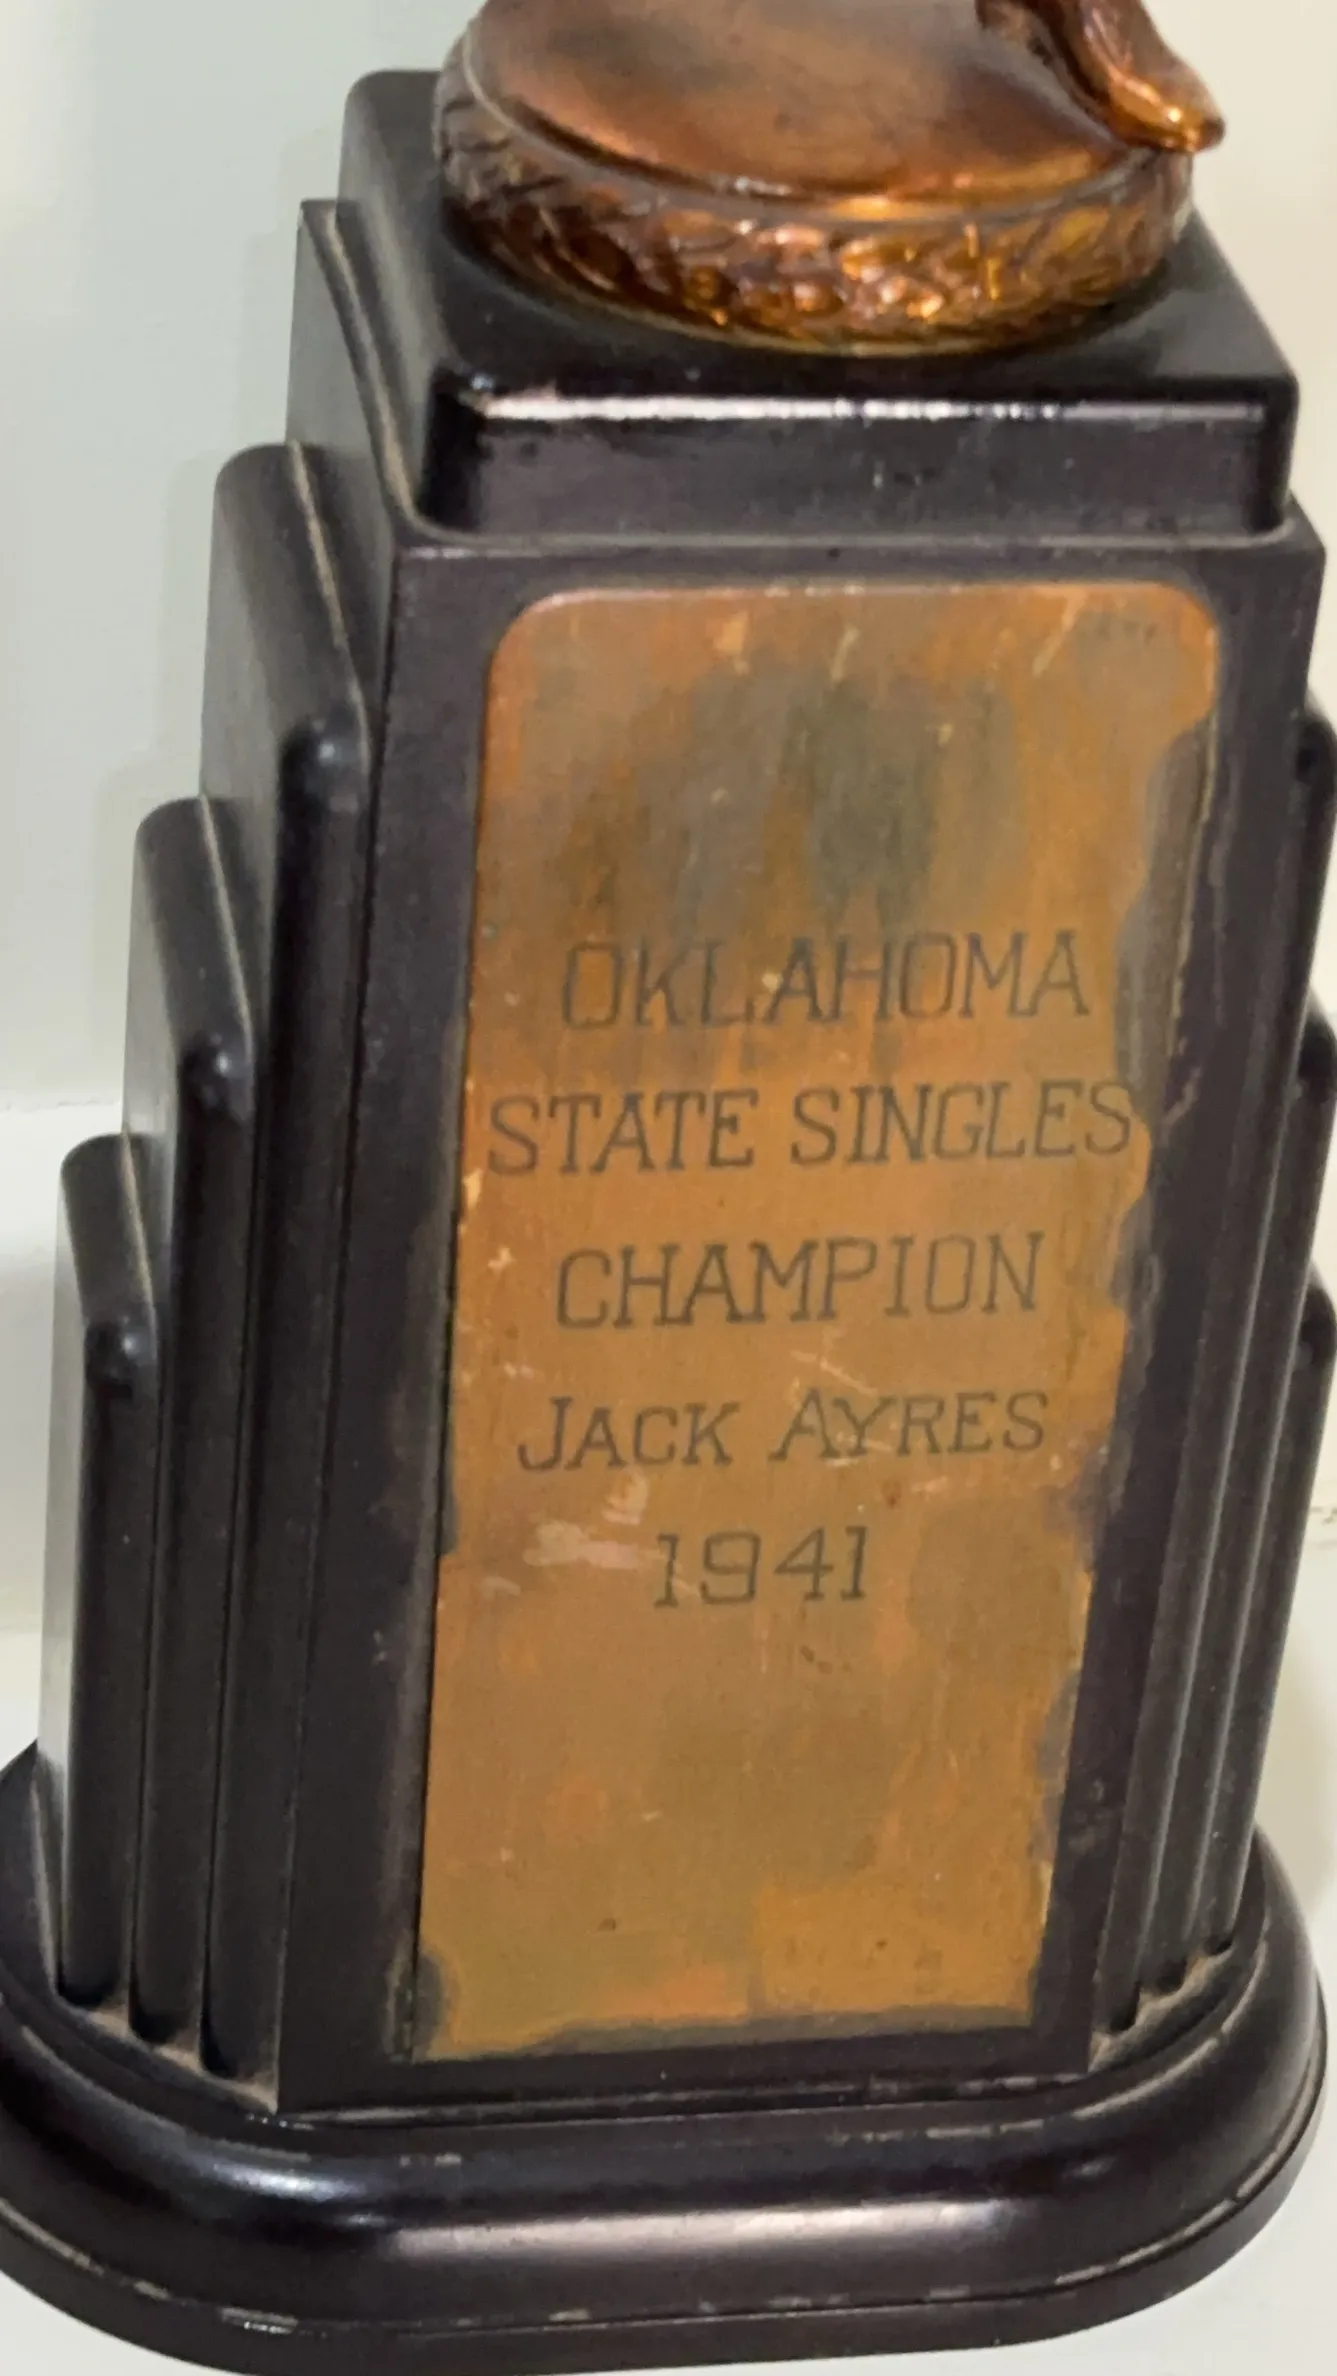 OKLAHOMA
STATE SINGLES
CHAMPION
JACK AYRES
1941